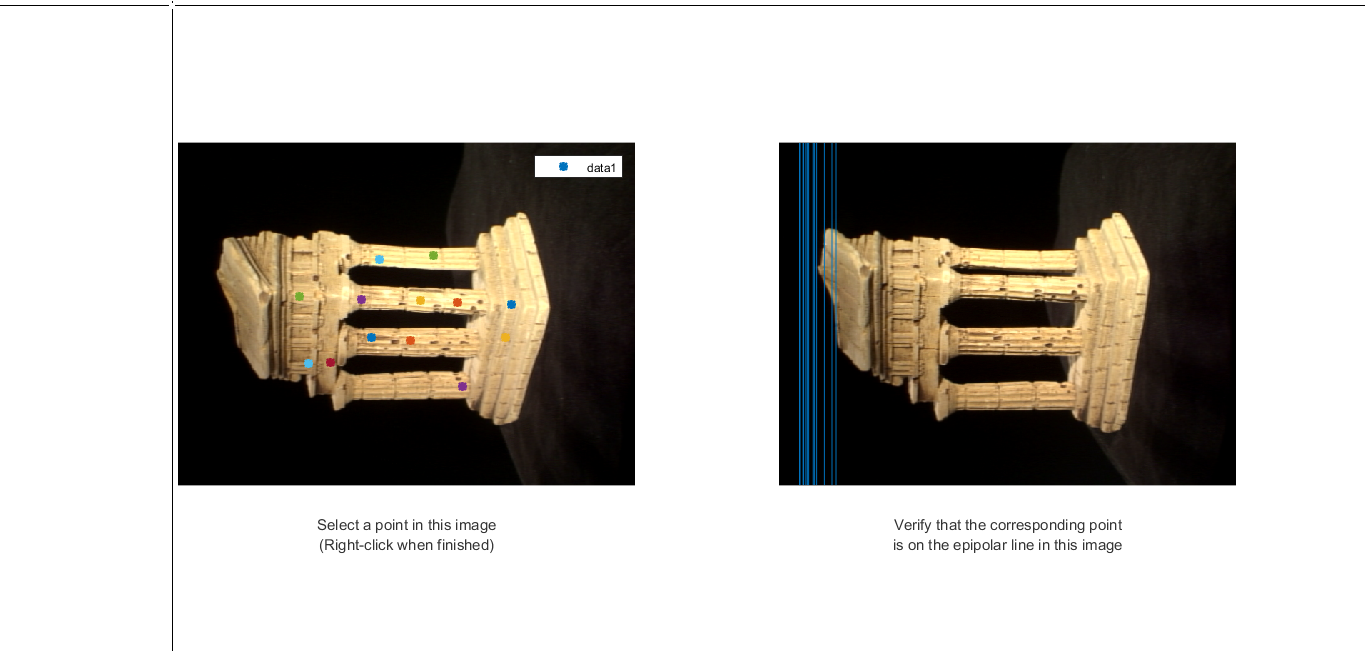 data1
Select a point in this image
(Right-click when finished)
Verify that the corresponding point
is on the epipolar line in this image